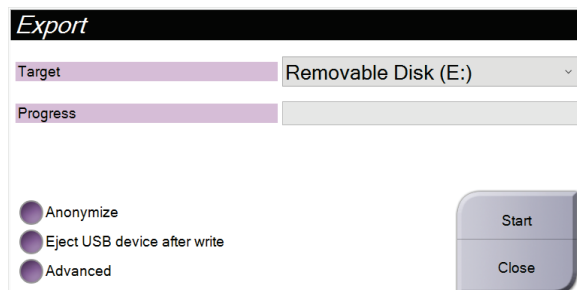 Export
Target
Removable Disk (E:)
Progress
Anonymize
Eject USB device after write
Advanced
Start
Close